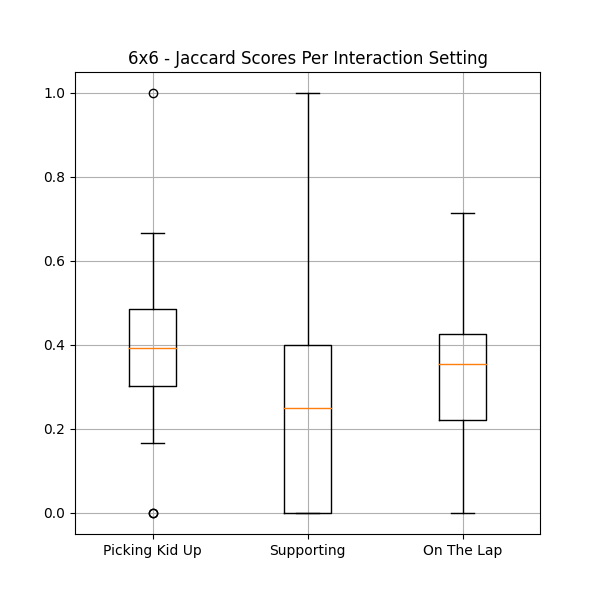 6x6 - Jaccard Scores Per Interaction Setting
1.0
0.8
0.6
0.4
0.2
0.0
Picking Kid Up
Supporting
On The Lap